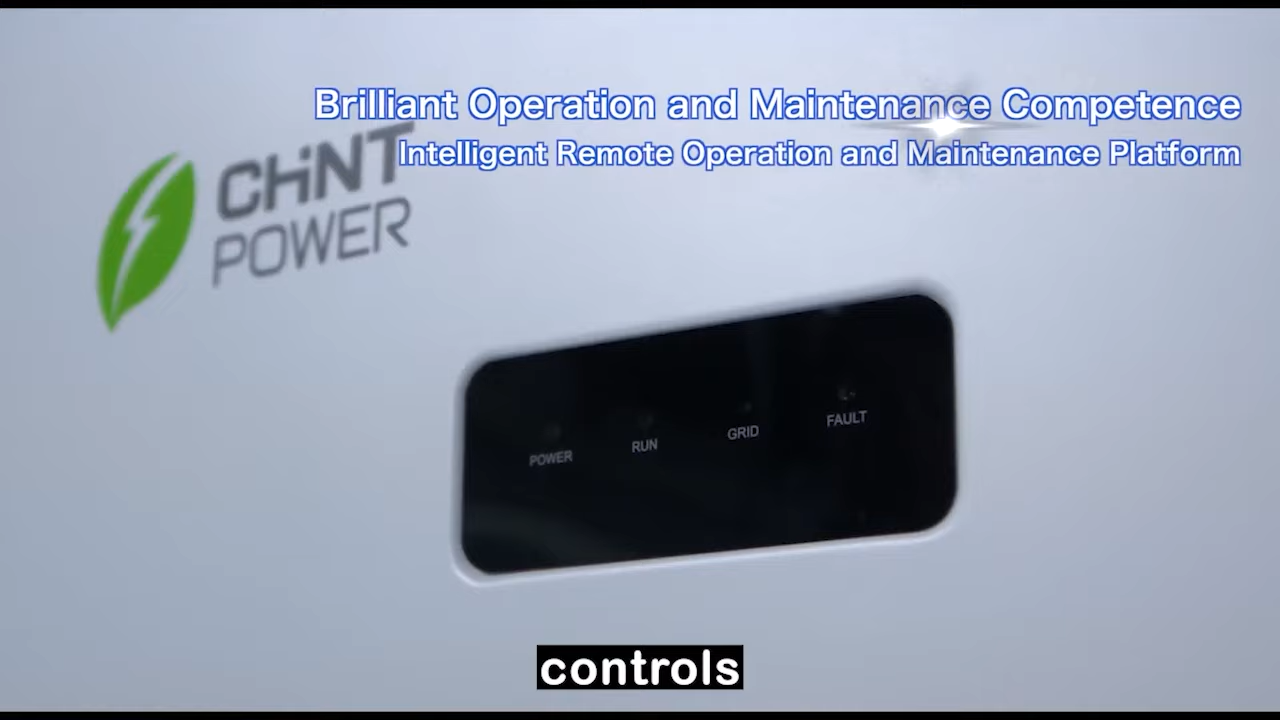 Brilliant Operation and Maintenance Competence
Intelligent Remote Operation and Maintenance Platform
CHiNT
POWER
POWER
RUN
GRID
FAULT
controls